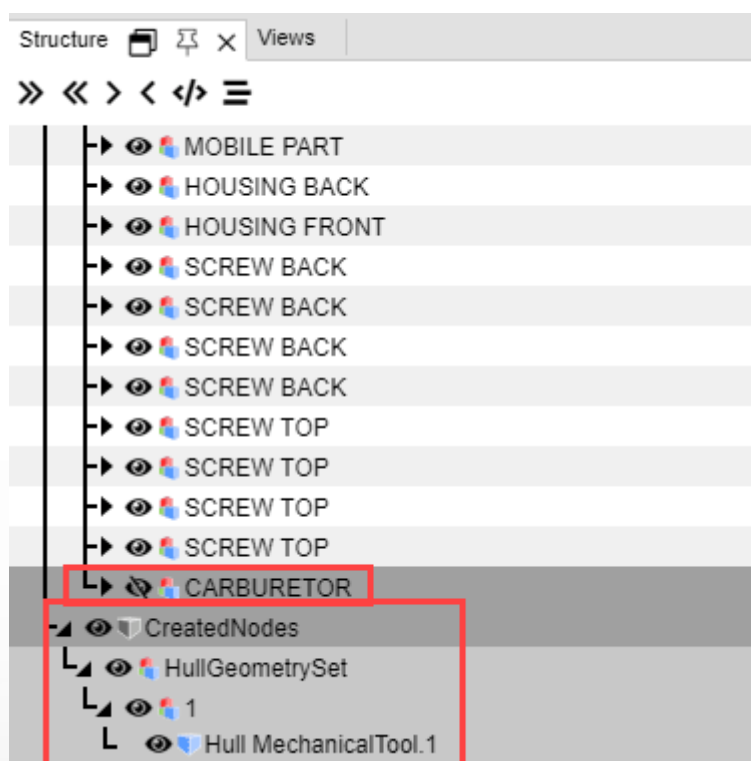 Structure Views
MOBILE PART
HOUSING BACK
HOUSING FRONT
SCREW BACK
SCREW BACK
SCREW BACK
SCREW BACK
SCREW TOP
SCREW TOP
SCREW TOP
SCREW TOP
CARBURETOR
CreatedNodes
HullGeometrySet
1
Hull MechanicalTool.1